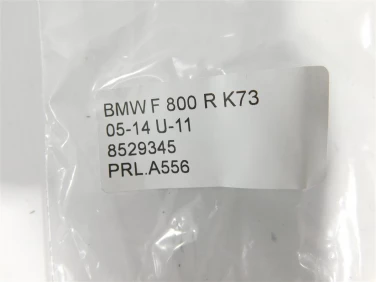 BMW F 800 R K73
05-14 U-11
8529345
PRL.A556